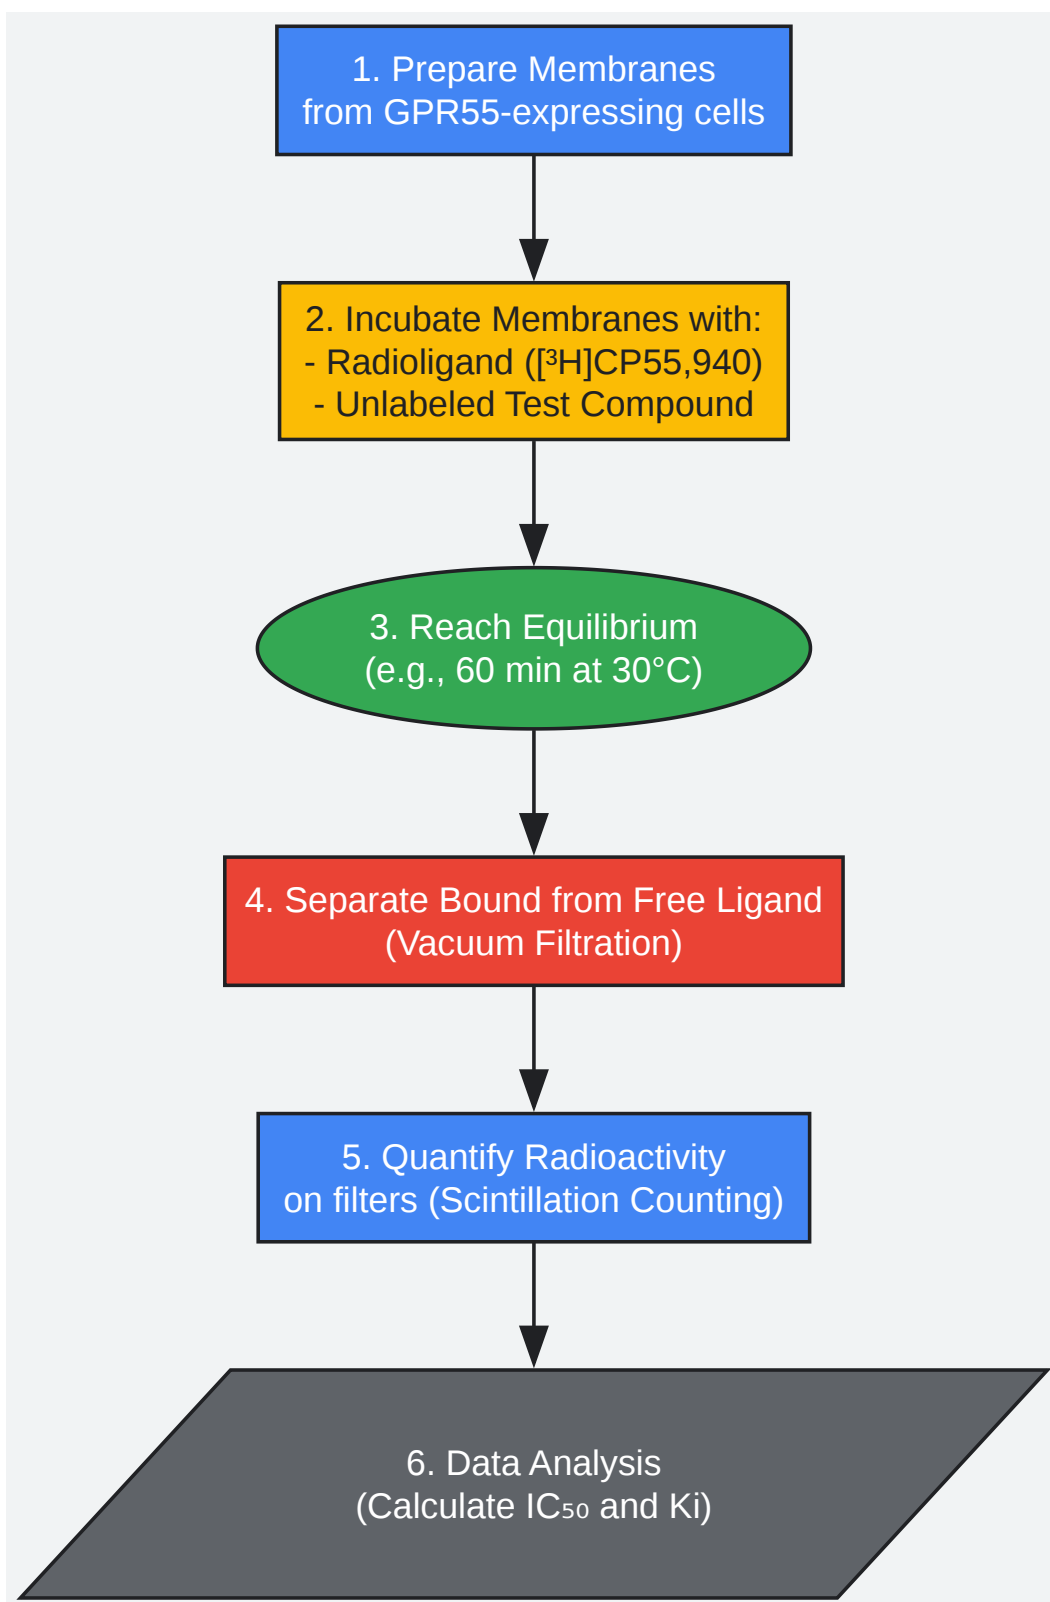 1. Prepare Membranes
from GPR55-expressing cells
2. Incubate Membranes with:
- Radioligand ([³H]CP55,940)
- Unlabeled Test Compound
3. Reach Equilibrium
(e.g., 60 min at 30°C)
4. Separate Bound from Free Ligand
(Vacuum Filtration)
5. Quantify Radioactivity
on filters (Scintillation Counting)
6. Data Analysis
(Calculate IC₅₀ and Ki)